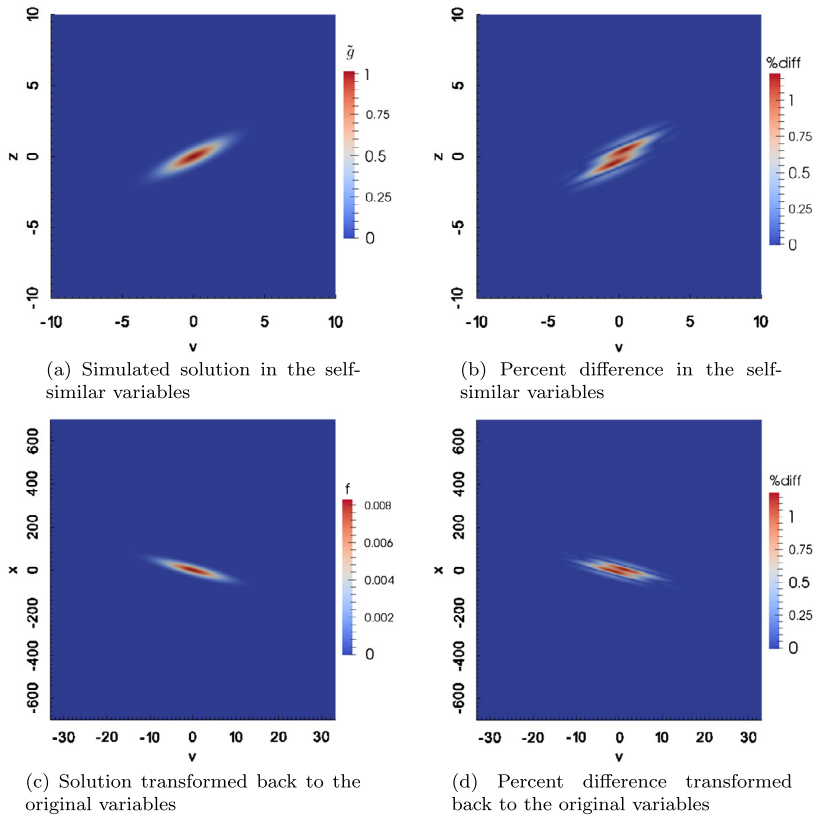 10
5
0
-5
-10
z
-10 -5 0 5 10
v
g̃
1
0.75
0.5
0.25
0
(a) Simulated solution in the self-
similar variables
10
5
0
-5
-10
z
-10 -5 0 5 10
v
%diff
1
0.75
0.5
0.25
0
(b) Percent difference in the self-
similar variables
600
400
200
0
-200
-400
-600
x
-30 -20 -10 0 10 20 30
v
f
0.008
0.006
0.004
0.002
0
(c) Solution transformed back to the
original variables
600
400
200
0
-200
-400
-600
x
-30 -20 -10 0 10 20 30
v
%diff
1
0.75
0.5
0.25
0
(d) Percent difference transformed
back to the original variables